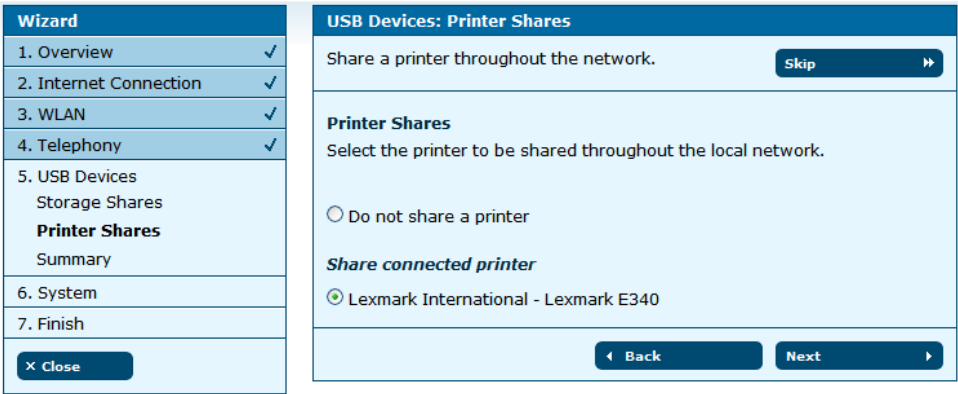 Wizard
1. Overview
2. Internet Connection
3. WLAN
4. Telephony
5. USB Devices
Storage Shares
Printer Shares
Summary
6. System
7. Finish
× Close
USB Devices: Printer Shares
Share a printer throughout the network.
Skip
Printer Shares
Select the printer to be shared throughout the local network.
Do not share a printer
Share connected printer
Lexmark International - Lexmark E340
Back
Next